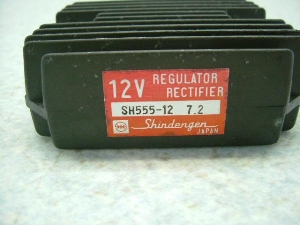 12V REGULATOR
RECTIFIER
SH555-12 7.2
Shindengen
JAPAN